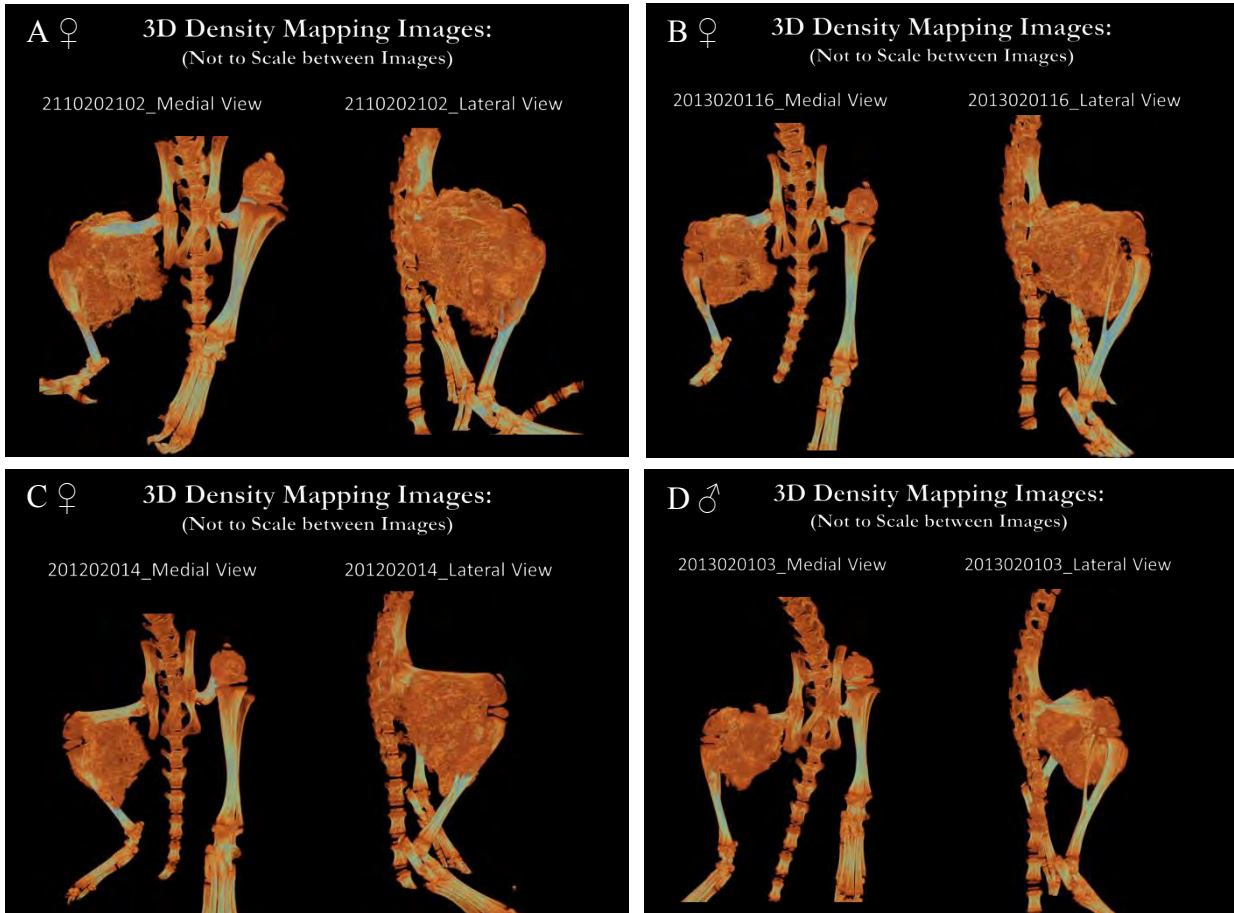 A ♀ 3D Density Mapping Images:
(Not to Scale between Images)
2110202102_Medial View 2110202102_Lateral View
B ♀ 3D Density Mapping Images:
(Not to Scale between Images)
2013020116_Medial View 2013020116_Lateral View
C ♀ 3D Density Mapping Images:
(Not to Scale between Images)
201202014_Medial View 201202014_Lateral View
D ♂ 3D Density Mapping Images:
(Not to Scale between Images)
2013020103_Medial View 2013020103_Lateral View